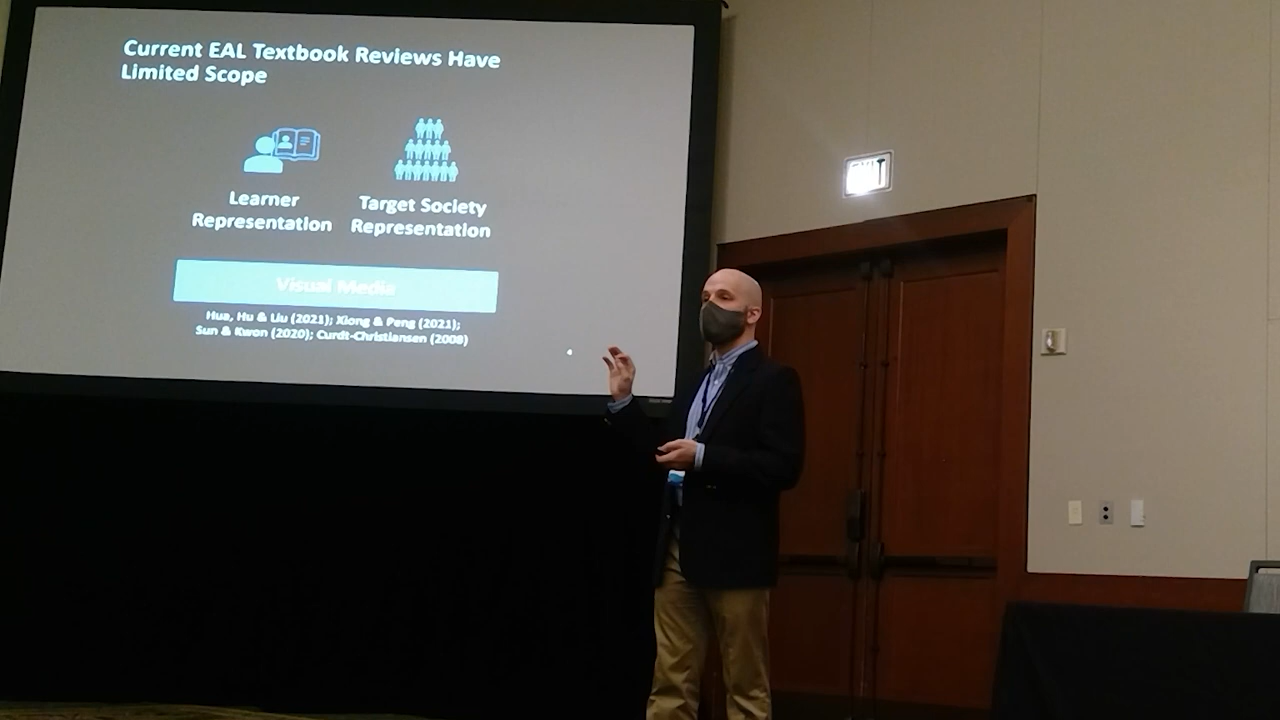 Current EAL Textbook Reviews Have
Limited Scope
Learner
Representation
Target Society
Representation
Visual Media
Hua, Hu & Liu (2021); Xiong & Peng (2021);
Sun & Kwon (2020); Curdt-Christiansen (2008)
EXIT